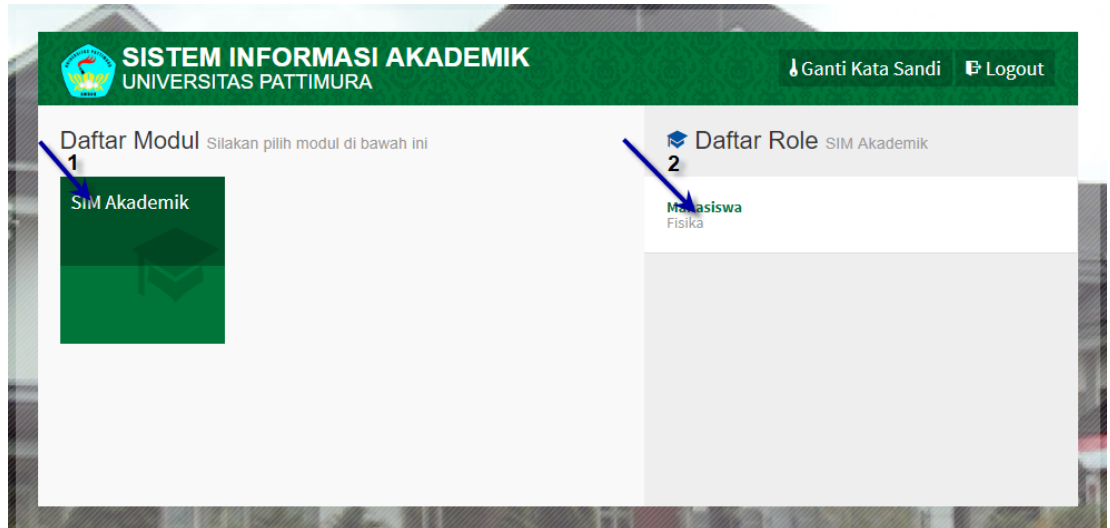 SISTEM INFORMASI AKADEMIK
UNIVERSITAS PATTIMURA
Ganti Kata Sandi
Logout
Daftar Modul Silakan pilih modul di bawah ini
1
SIM Akademik
Daftar Role SIM Akademik
2
Mahasiswa
Fisika